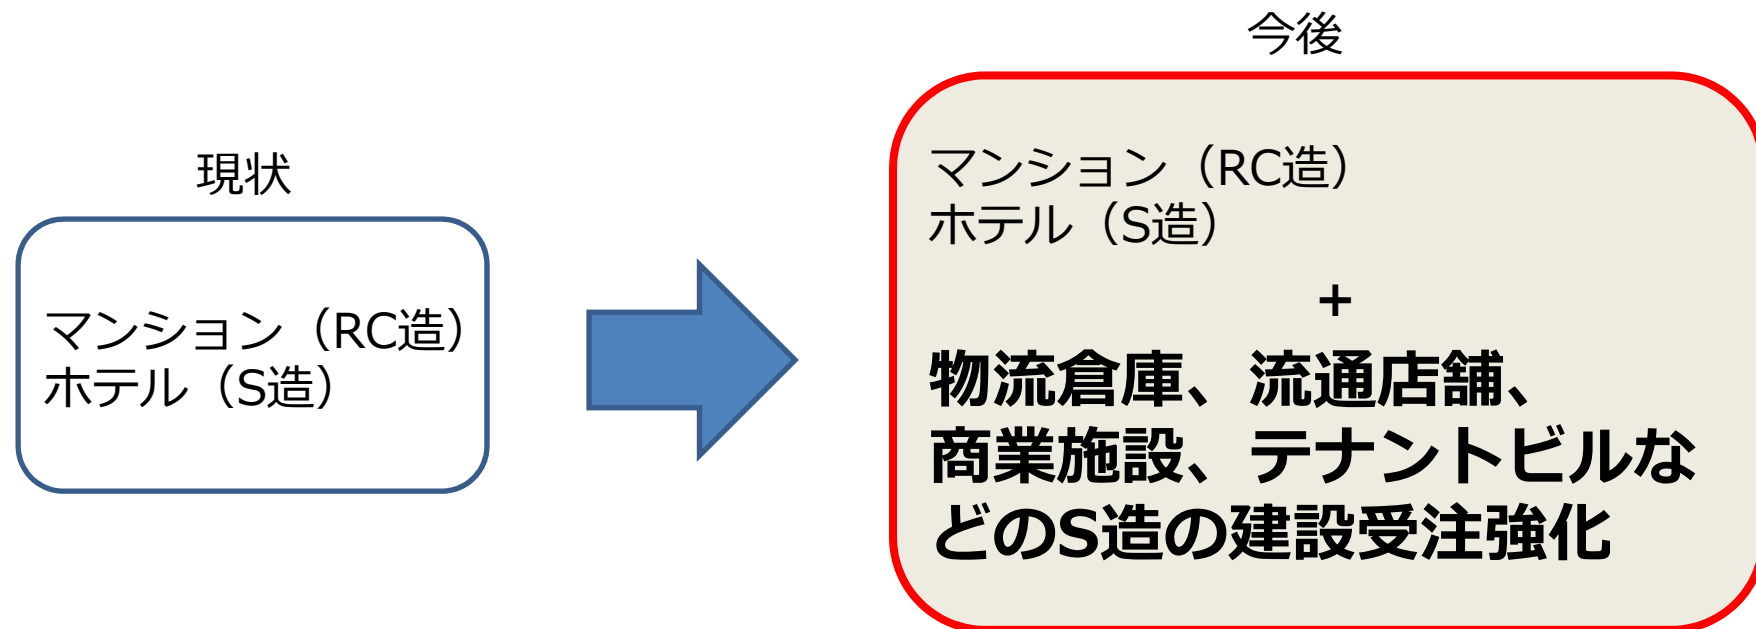 現状
マンション（RC造）
ホテル（S造）
今後
マンション（RC造）
ホテル（S造）
+
物流倉庫、流通店舗、
商業施設、テナントビルな
どのS造の建設受注強化